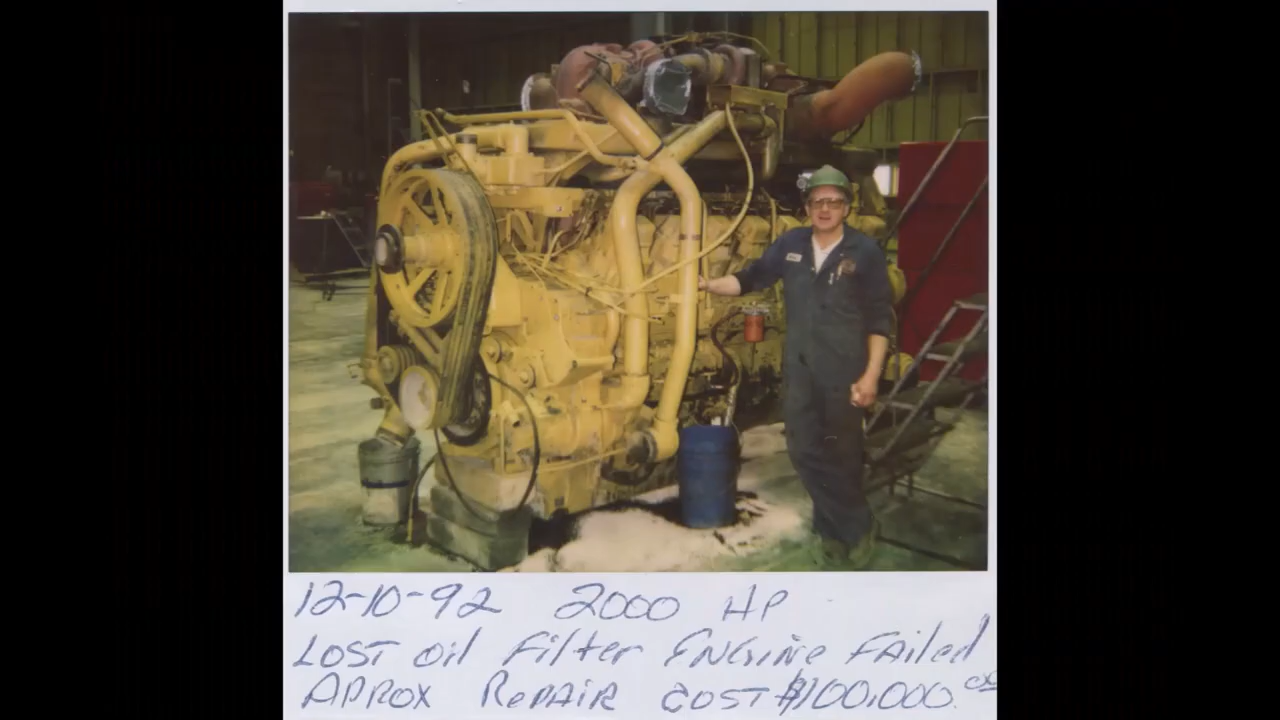 12-10-92 2000 HP
LOST oil Filter ENGiNe FAiled
APROX RePAiR COST $100,000.00